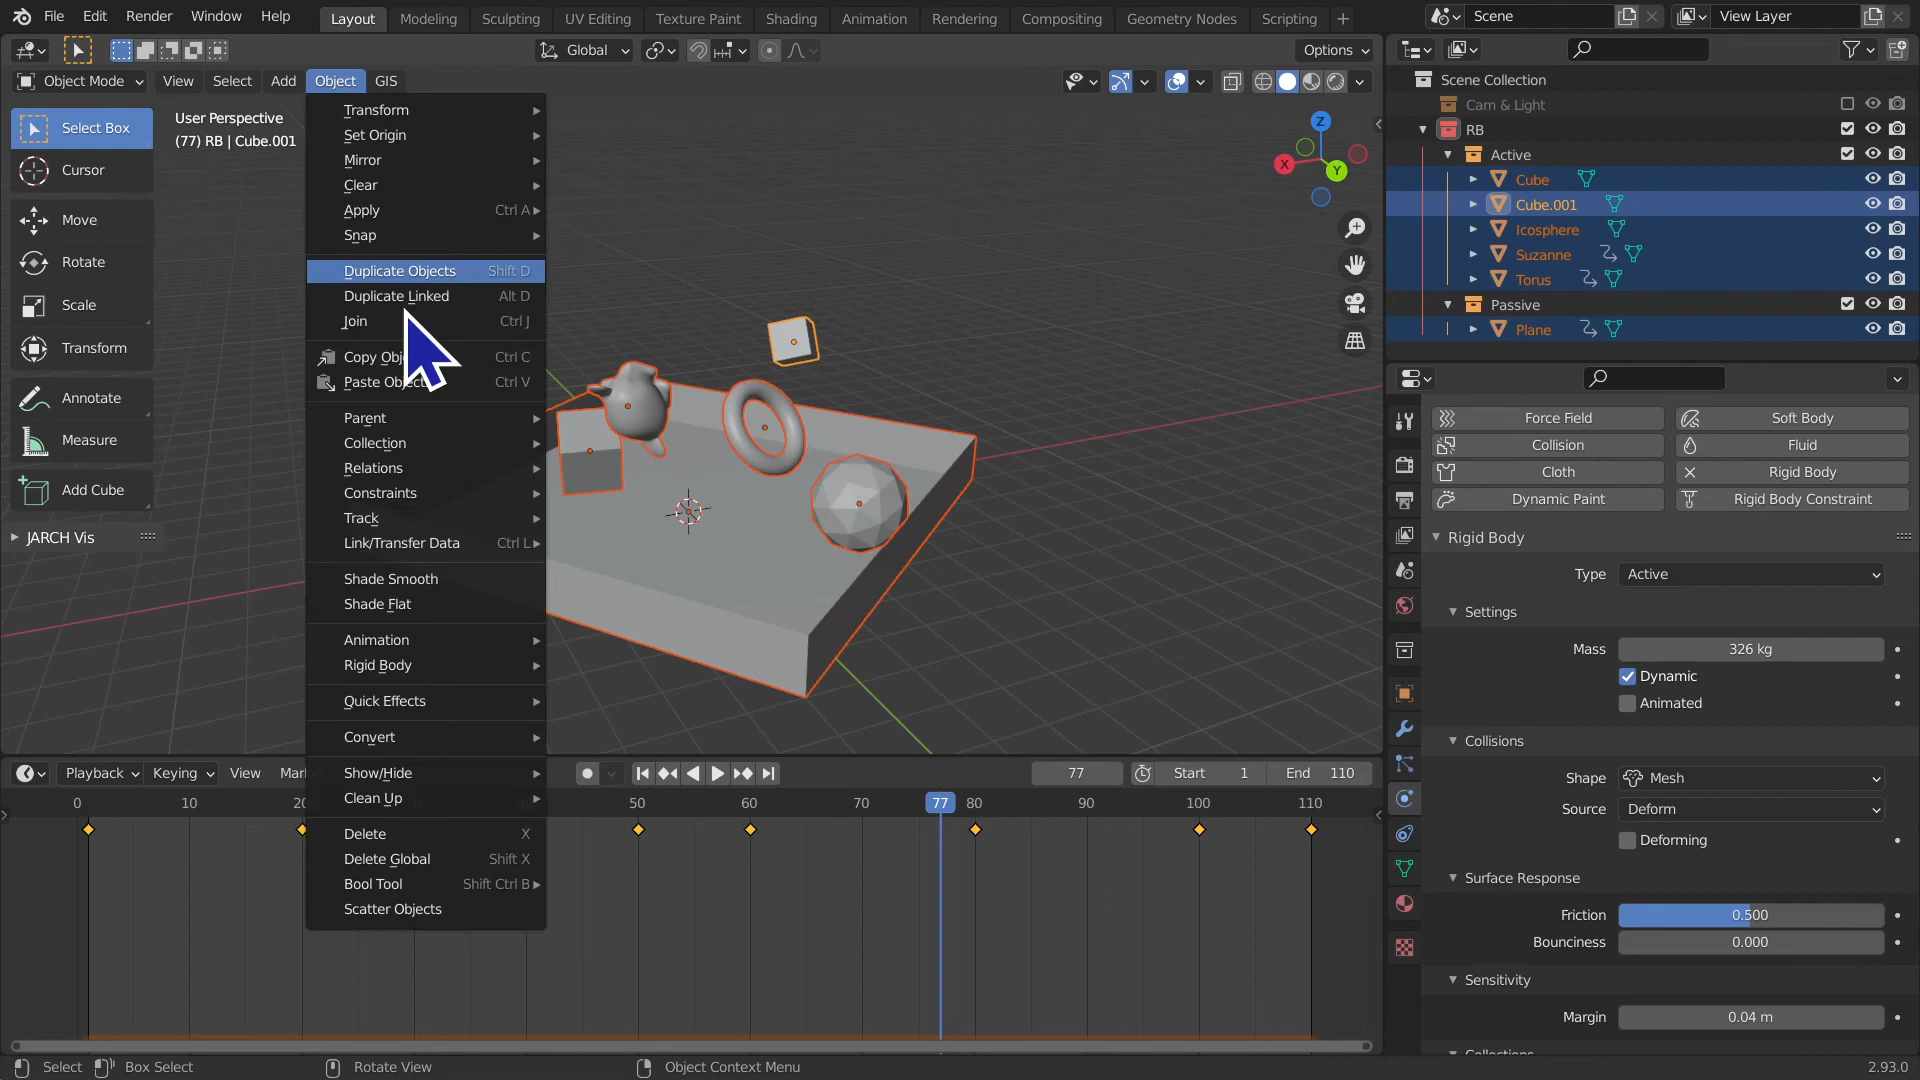 File Edit Render Window Help Layout Modeling Sculpting UV Editing Texture Paint Shading Animation Rendering Compositing Geometry Nodes Scripting + Scene View Layer
Global Options
Object Mode View Select Add Object GIS
Select Box
Cursor
Move
Rotate
Scale
Transform
Annotate
Measure
Add Cube
JARCH Vis
User Perspective
(77) RB | Cube.001
Transform
Set Origin
Mirror
Clear
Apply Ctrl A
Snap
Duplicate Objects Shift D
Duplicate Linked Alt D
Join Ctrl J
Copy Obj Ctrl C
Paste Object Ctrl V
Parent
Collection
Relations
Constraints
Track
Link/Transfer Data Ctrl L
Shade Smooth
Shade Flat
Animation
Rigid Body
Quick Effects
Convert
Show/Hide
Clean Up
Delete X
Delete Global Shift X
Bool Tool Shift Ctrl B
Scatter Objects
Z
X
Y
Scene Collection
Cam & Light
RB
Active
Cube
Cube.001
Icosphere
Suzanne
Torus
Passive
Plane
Force Field Soft Body
Collision Fluid
Cloth Rigid Body
Dynamic Paint Rigid Body Constraint
Rigid Body
Type Active
Settings
Mass 326 kg
Dynamic
Animated
Collisions
Shape Mesh
Source Deform
Deforming
Surface Response
Friction 0.500
Bounciness 0.000
Sensitivity
Margin 0.04 m
Playback Keying View Mar 77 Start 1 End 110
0 10 20 50 60 70 77 80 90 100 110
Select Box Select Rotate View Object Context Menu 2.93.0